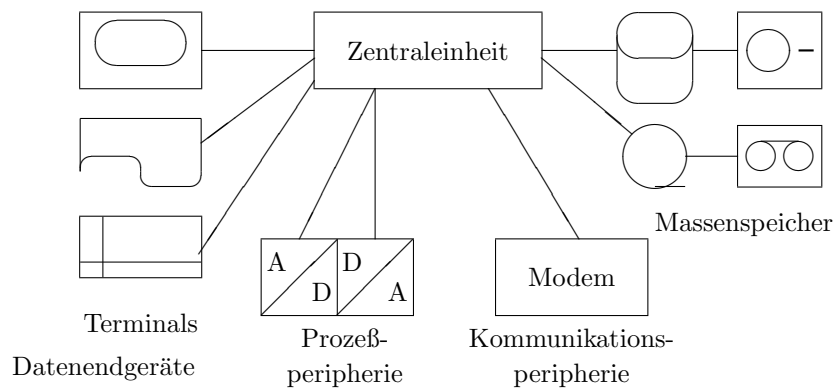 Zentraleinheit
Massenspeicher
A
D
D
A
Modem
Terminals
Datenendgeräte
Prozeß-
peripherie
Kommunikations-
peripherie